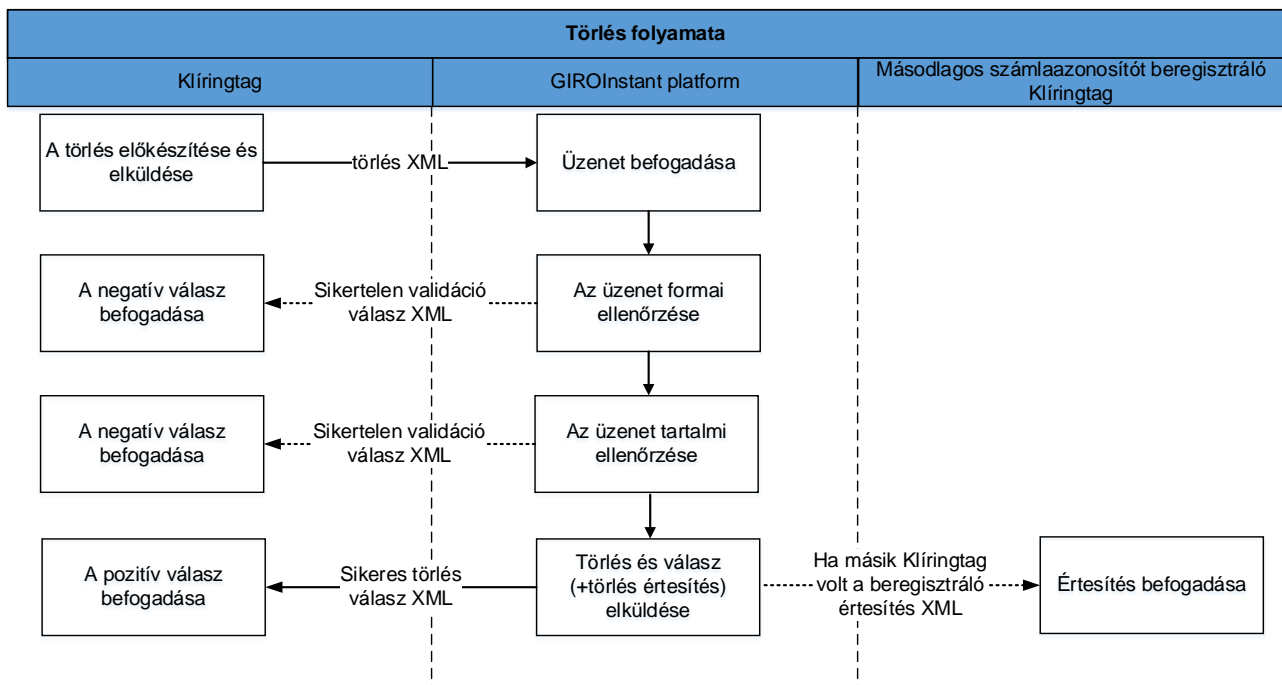 Törlés folyamata
Klíringtag
GIROInstant platform
Másodlagos számlaazonosítót beregisztráló
Klíringtag
A törlés előkészítése és
elküldése
törlés XML
Üzenet befogadása
A negatív válasz
befogadása
Sikertelen validáció
válasz XML
Az üzenet formai
ellenőrzése
A negatív válasz
befogadása
Sikertelen validáció
válasz XML
Az üzenet tartalmi
ellenőrzése
A pozitív válasz
befogadása
Sikeres törlés
válasz XML
Törlés és válasz
(+törlés értesítés)
elküldése
Ha másik Klíringtag
volt a beregisztráló
értesítés XML
Értesítés befogadása